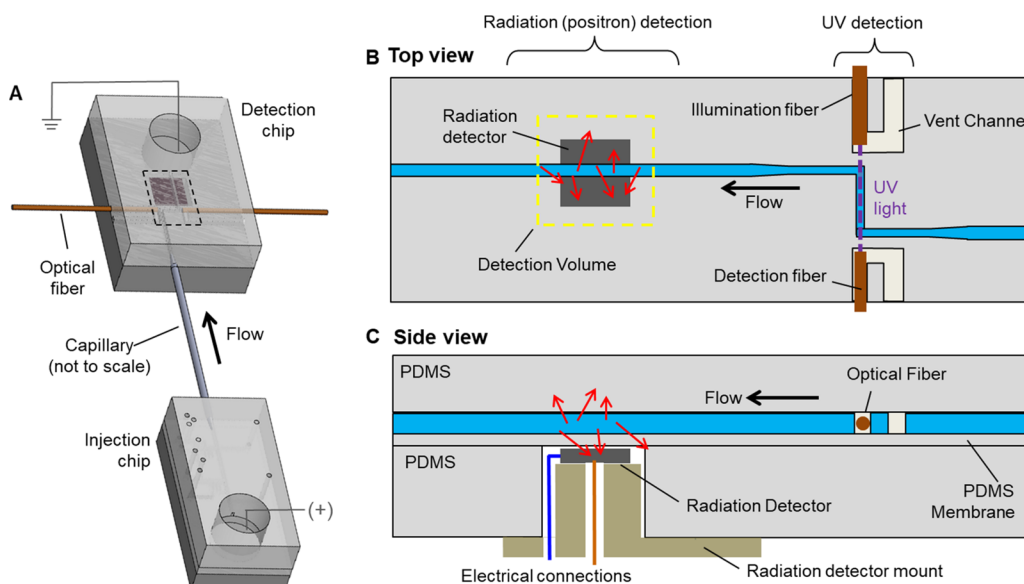 A
Detection
chip
Optical
fiber
Capillary
(not to scale)
Flow
Injection
chip
(+)
Radiation (positron) detection
UV detection
B Top view
Radiation
detector
Illumination fiber
Vent Channel
UV
light
Flow
Detection Volume
Detection fiber
C Side view
PDMS
Flow
Optical Fiber
PDMS
Radiation Detector
PDMS
Membrane
Electrical connections
Radiation detector mount